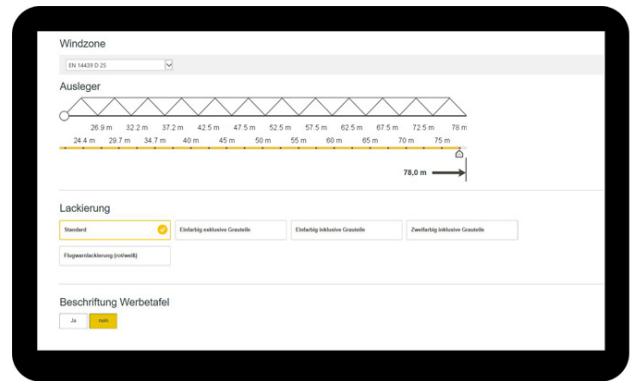 Windzone
EN 14439 D 25
Ausleger
26.9 m 32.2 m 37.2 m 42.5 m 47.5 m 52.5 m 57.5 m 62.5 m 67.5 m 72.5 m 78 m
24.4 m 29.7 m 34.7 m 40 m 45 m 50 m 55 m 60 m 65 m 70 m 75 m
78,0 m
Lackierung
Standard Einfarbig exklusive Grauteile Einfarbig inklusive Grauteile Zweifarbig inklusive Grauteile
Flugwarnlackierung (rot/weiß)
Beschriftung Werbetafel
Ja nein